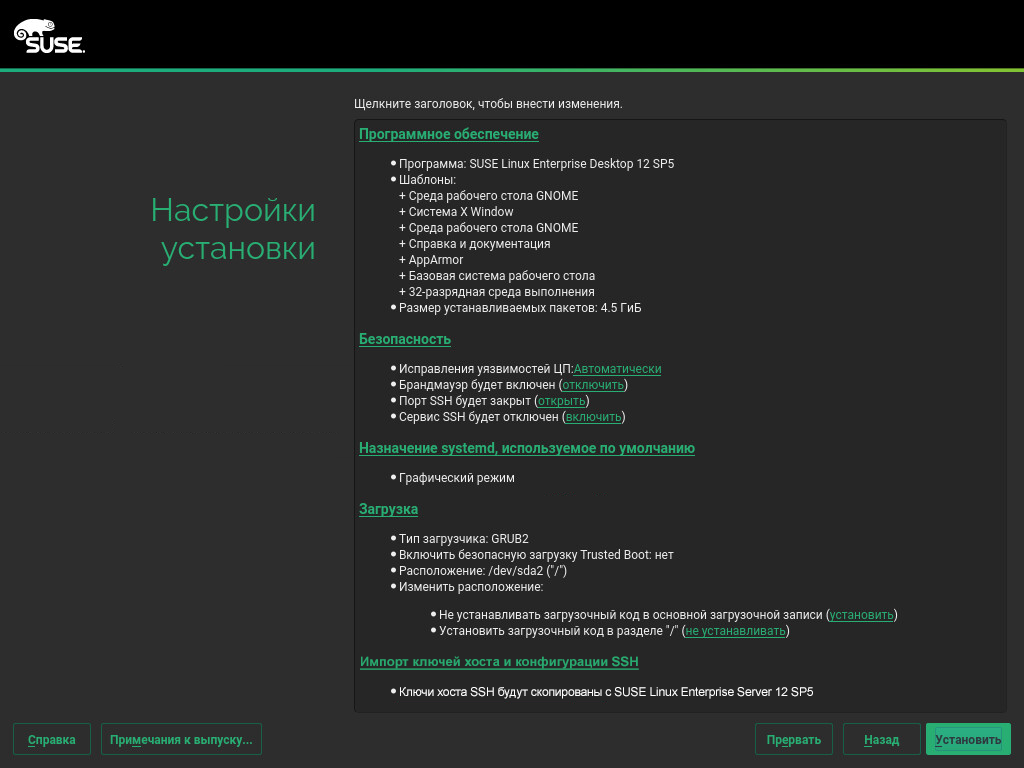 SUSE
Щелкните заголовок, чтобы внести изменения.
Настройки
установки
Программное обеспечение
Программа: SUSE Linux Enterprise Desktop 12 SP5
Шаблоны:
+ Среда рабочего стола GNOME
+ Система X Window
+ Среда рабочего стола GNOME
+ Справка и документация
+ AppArmor
+ Базовая система рабочего стола
+ 32-разрядная среда выполнения
Размер устанавливаемых пакетов: 4.5 ГиБ
Безопасность
Исправления уязвимостей ЦП:Автоматически
Брандмауэр будет включен (отключить)
Порт SSH будет закрыт (открыть)
Сервис SSH будет отключен (включить)
Назначение systemd, используемое по умолчанию
Графический режим
Загрузка
Тип загрузчика: GRUB2
Включить безопасную загрузку Trusted Boot: нет
Расположение: /dev/sda2 ("/")
Изменить расположение:
Не устанавливать загрузочный код в основной загрузочной записи (установить)
Установить загрузочный код в разделе "/" (не устанавливать)
Импорт ключей хоста и конфигурации SSH
Ключи хоста SSH будут скопированы с SUSE Linux Enterprise Server 12 SP5
Справка Примечания к выпуску... Прервать Назад Установить